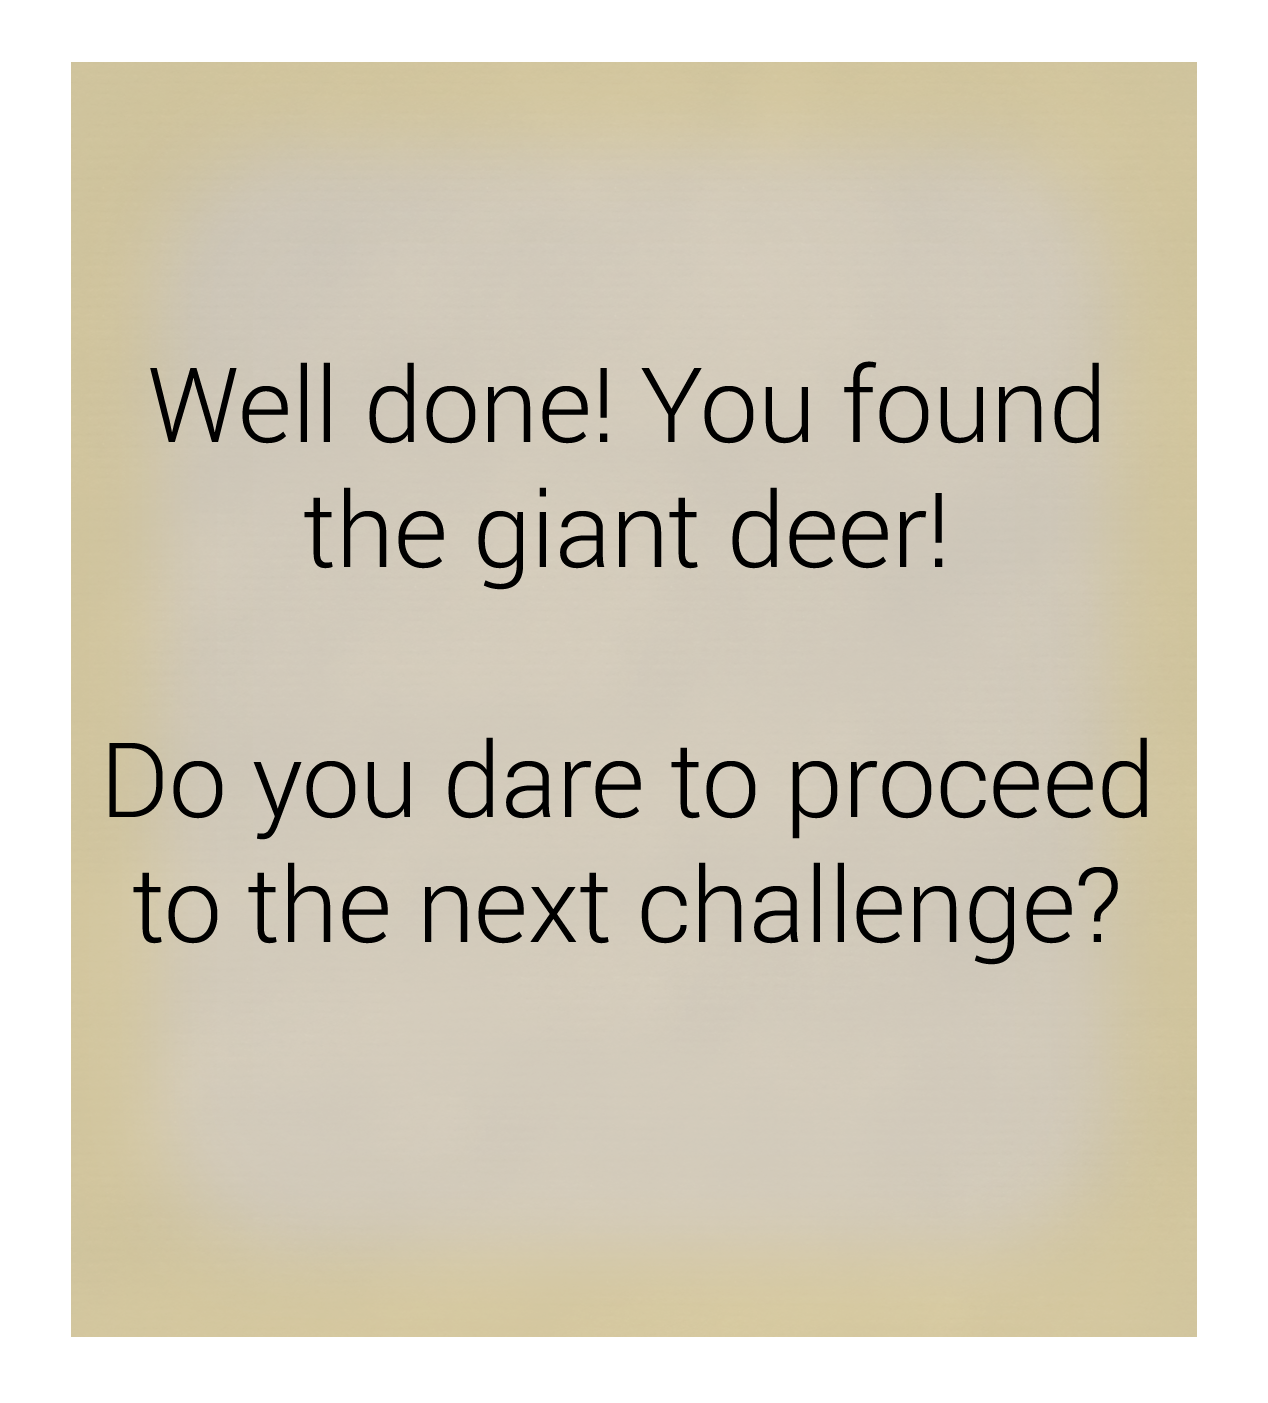 Well done! You found
the giant deer!
Do you dare to proceed
to the next challenge?